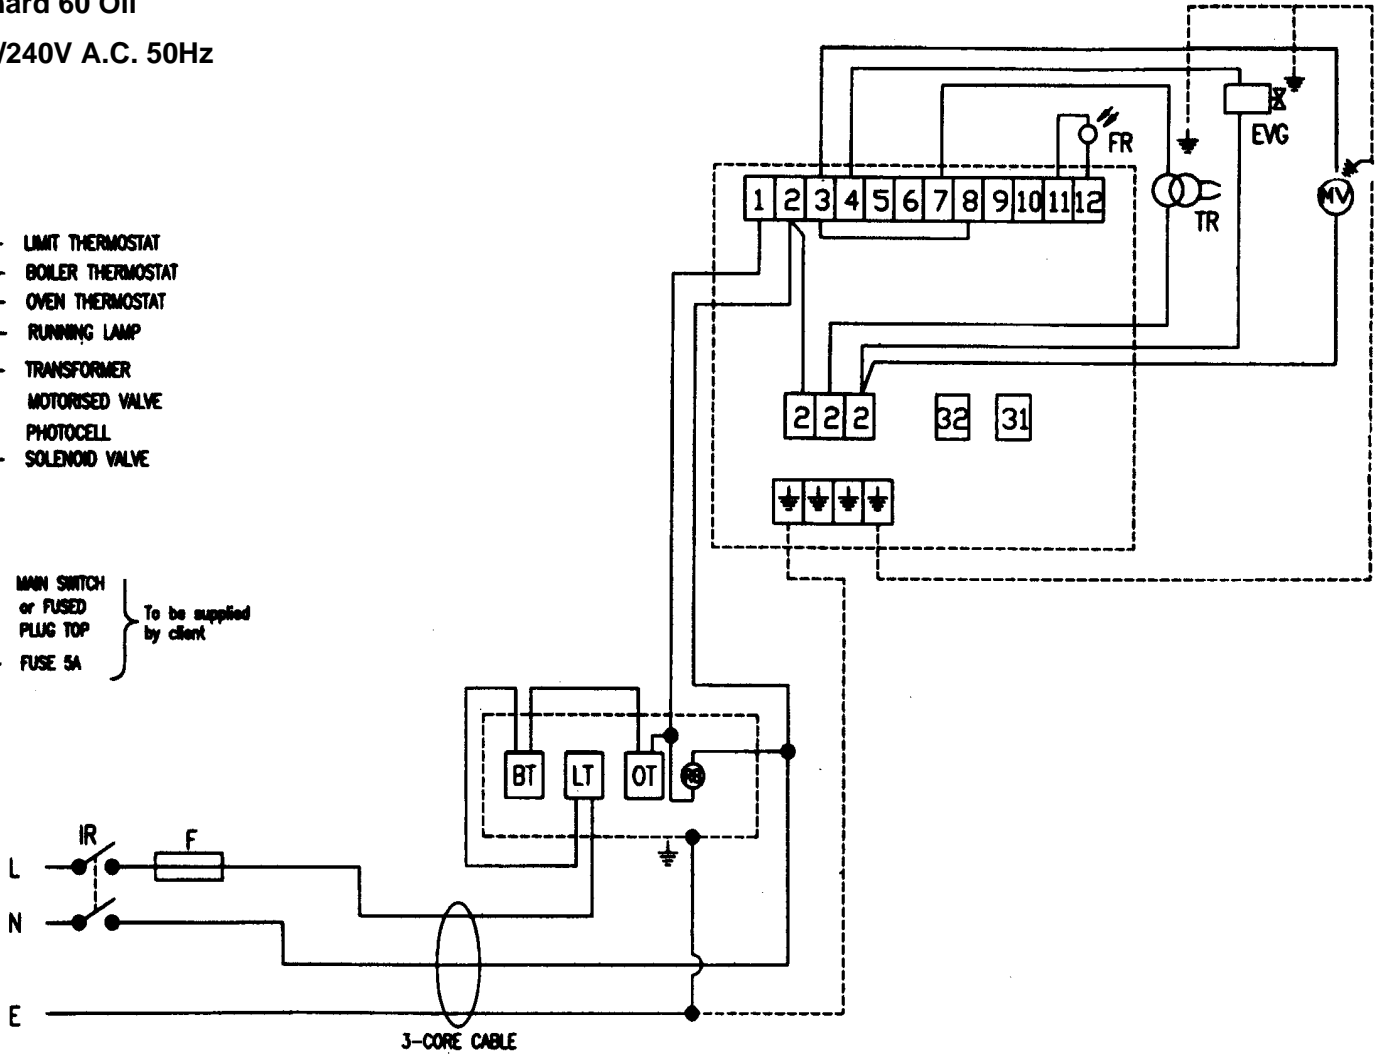 60 Oil
/240V A.C. 50Hz
- LIMIT THERMOSTAT
- BOILER THERMOSTAT
- OVEN THERMOSTAT
- RUNNING LAMP
- TRANSFORMER
MOTORISED VALVE
PHOTOCELL
- SOLENOID VALVE
MAIN SWITCH
or FUSED
PLUG TOP
- FUSE 5A
To be supplied
by client
EVG
FR
MV
TR
1 2 3 4 5 6 7 8 9 10 11 12
2 2 2 32 31
BT LT OT RB
IR F
L
N
E
3-CORE CABLE